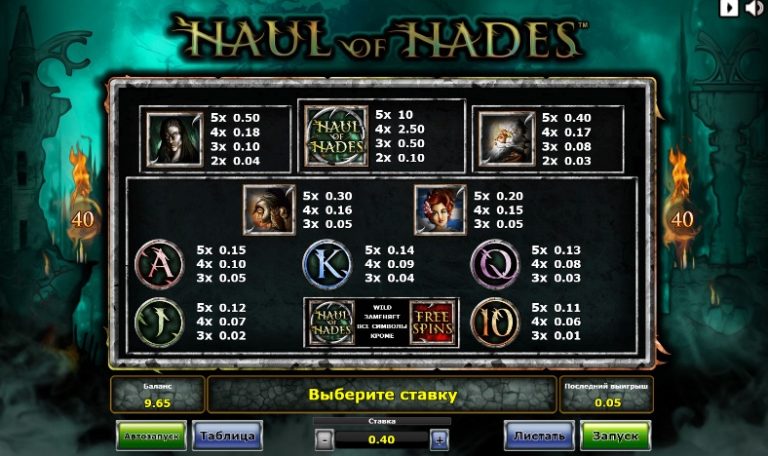 HAUL OF HADES™
5x 0.50
4x 0.18
3x 0.10
2x 0.04
HAUL OF HADES
5x 10
4x 2.50
3x 0.50
2x 0.10
5x 0.40
4x 0.17
3x 0.08
2x 0.03
5x 0.30
4x 0.16
3x 0.05
5x 0.20
4x 0.15
3x 0.05
40
40
A
5x 0.15
4x 0.10
3x 0.05
K
5x 0.14
4x 0.09
3x 0.04
Q
5x 0.13
4x 0.08
3x 0.03
J
5x 0.12
4x 0.07
3x 0.02
HAUL OF HADES
WILD
ЗАМЕНЯЕТ
ВСЕ СИМВОЛЫ
КРОМЕ
FREE SPINS
10
5x 0.11
4x 0.06
3x 0.01
Баланс
9.65
Выберите ставку
Последний выигрыш
0.05
Автозапуск
Таблица
Ставка
-
0.40
+
Листать
Запуск